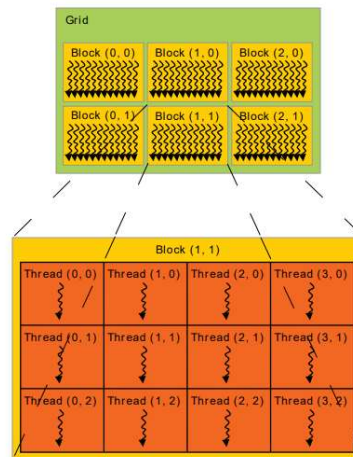 Grid
Block (0, 0) Block (1, 0) Block (2, 0)
Block (0, 1) Block (1, 1) Block (2, 1)
Block (1, 1)
Thread (0, 0) Thread (1, 0) Thread (2, 0) Thread (3, 0)
Thread (0, 1) Thread (1, 1) Thread (2, 1) Thread (3, 1)
Thread (0, 2) Thread (1, 2) Thread (2, 2) Thread (3, 2)